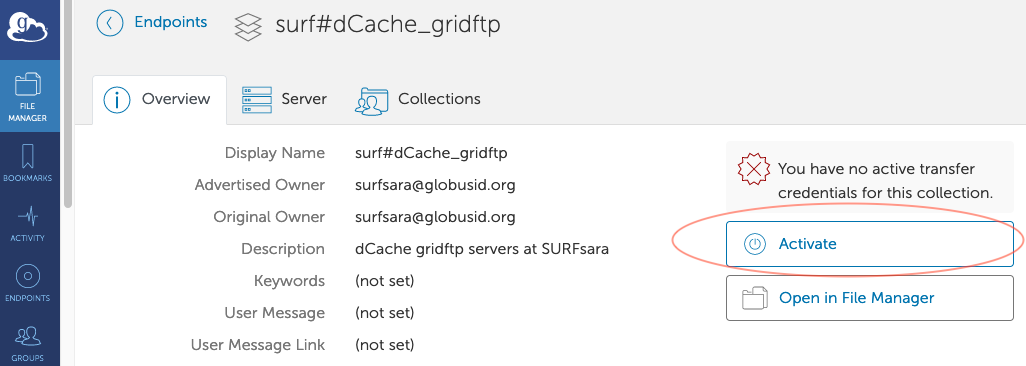 g
Endpoints
surf#dCache_gridftp
FILE
MANAGER
BOOKMARKS
ACTIVITY
ENDPOINTS
GROUPS
Overview
Server
Collections
Display Name surf#dCache_gridftp
Advertised Owner surfsara@globusid.org
Original Owner surfsara@globusid.org
Description dCache gridftp servers at SURFsara
Keywords (not set)
User Message (not set)
User Message Link (not set)
You have no active transfer
credentials for this collection.
Activate
Open in File Manager